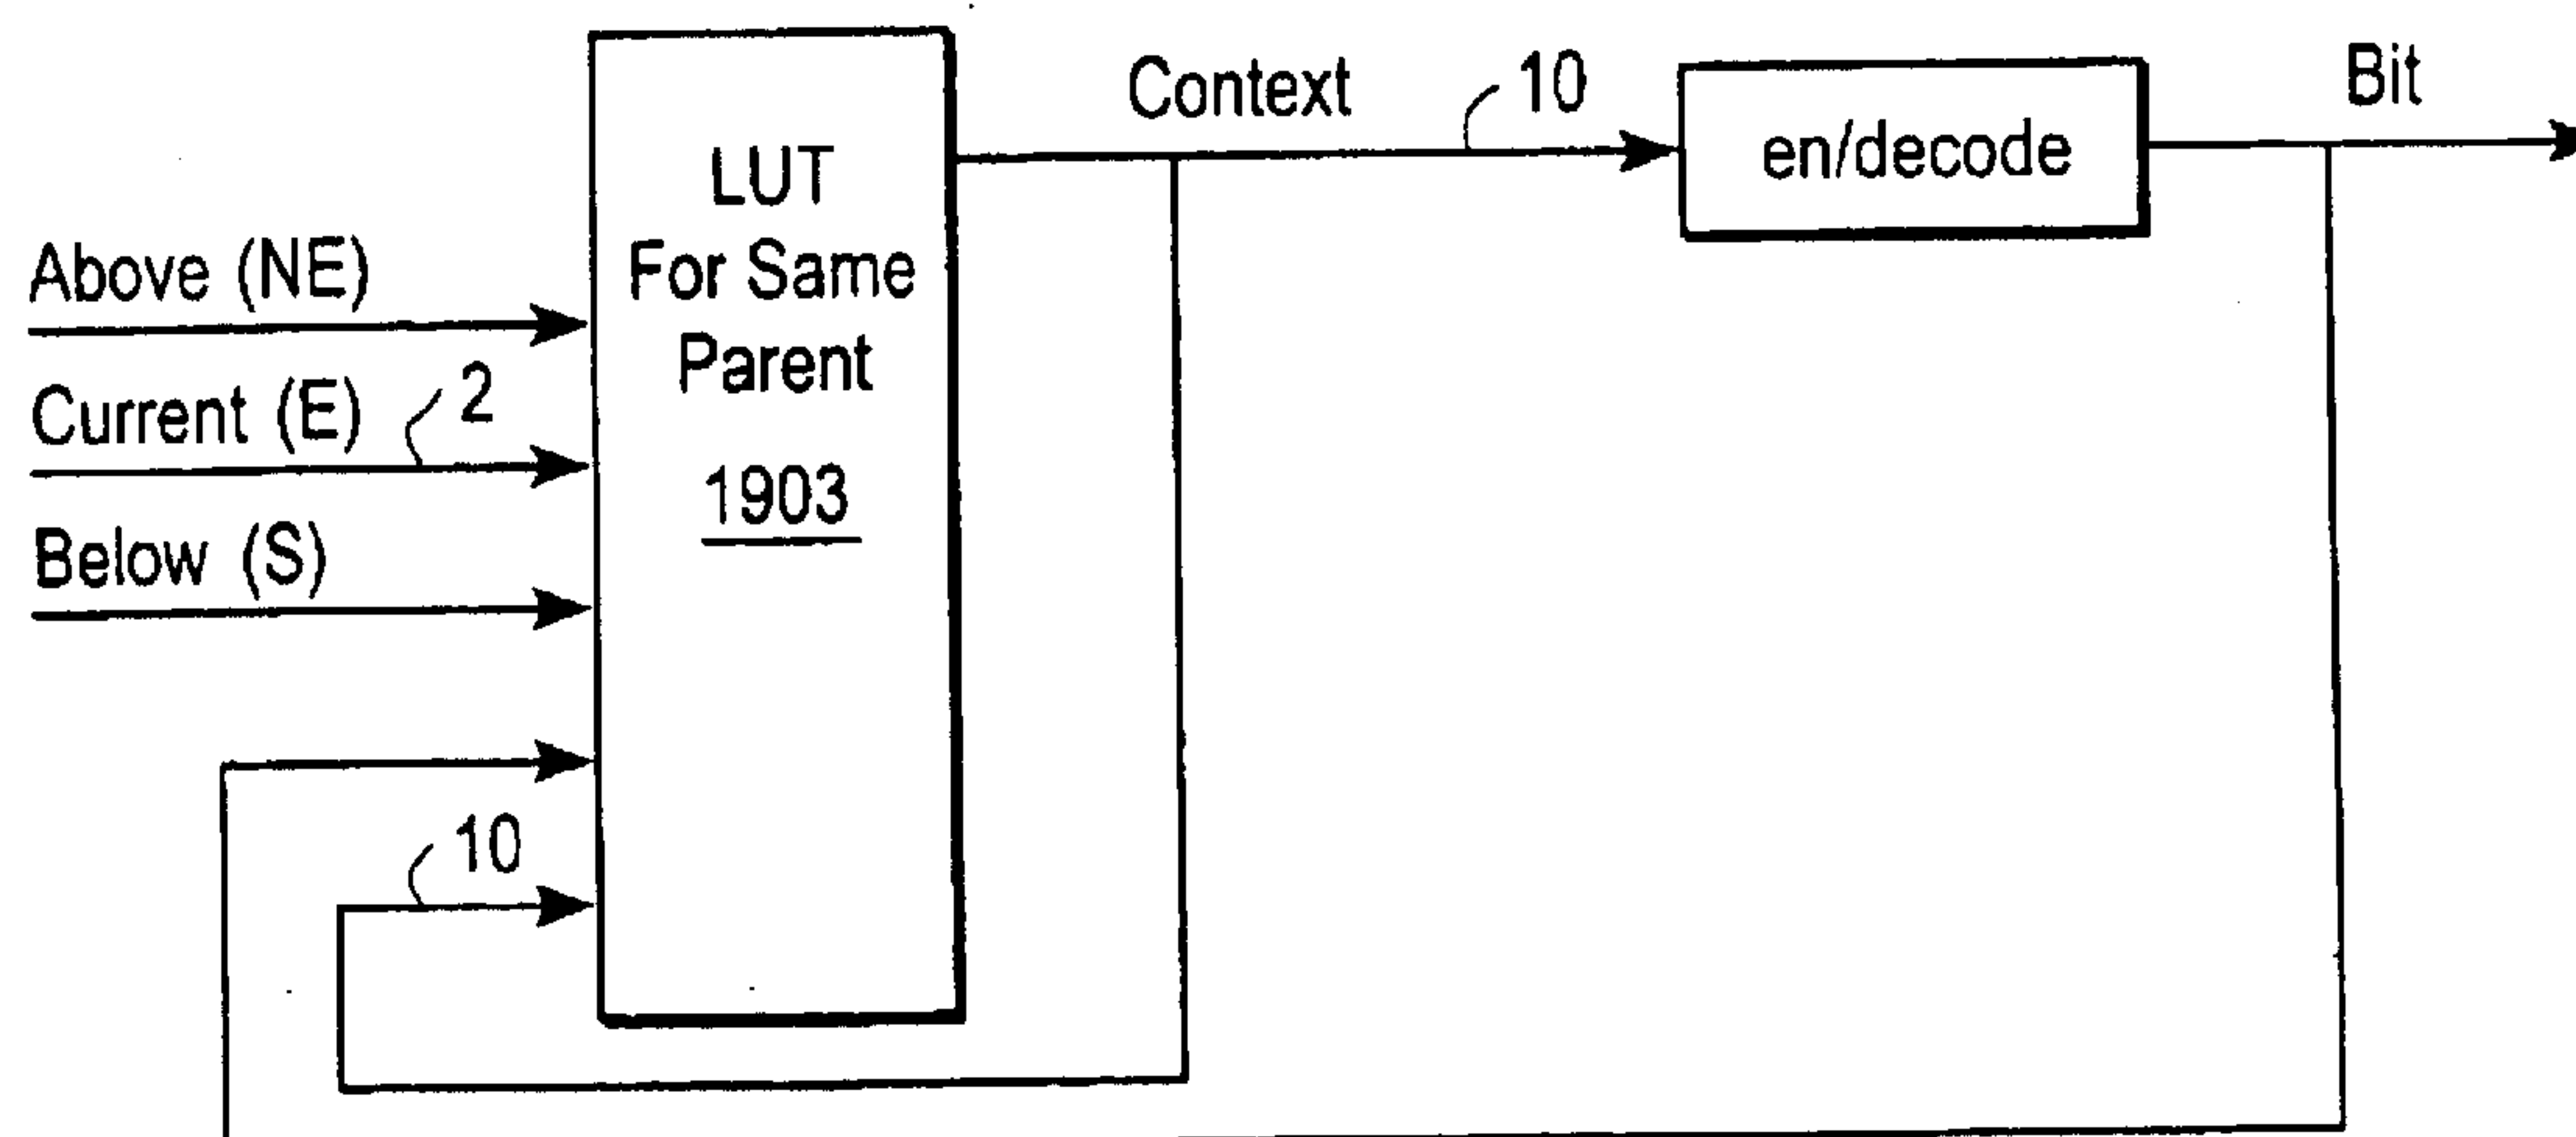 Above (NE)
Current (E)
2
Below (S)
10
LUT
For Same
Parent
1903
Context
10
en/decode
Bit